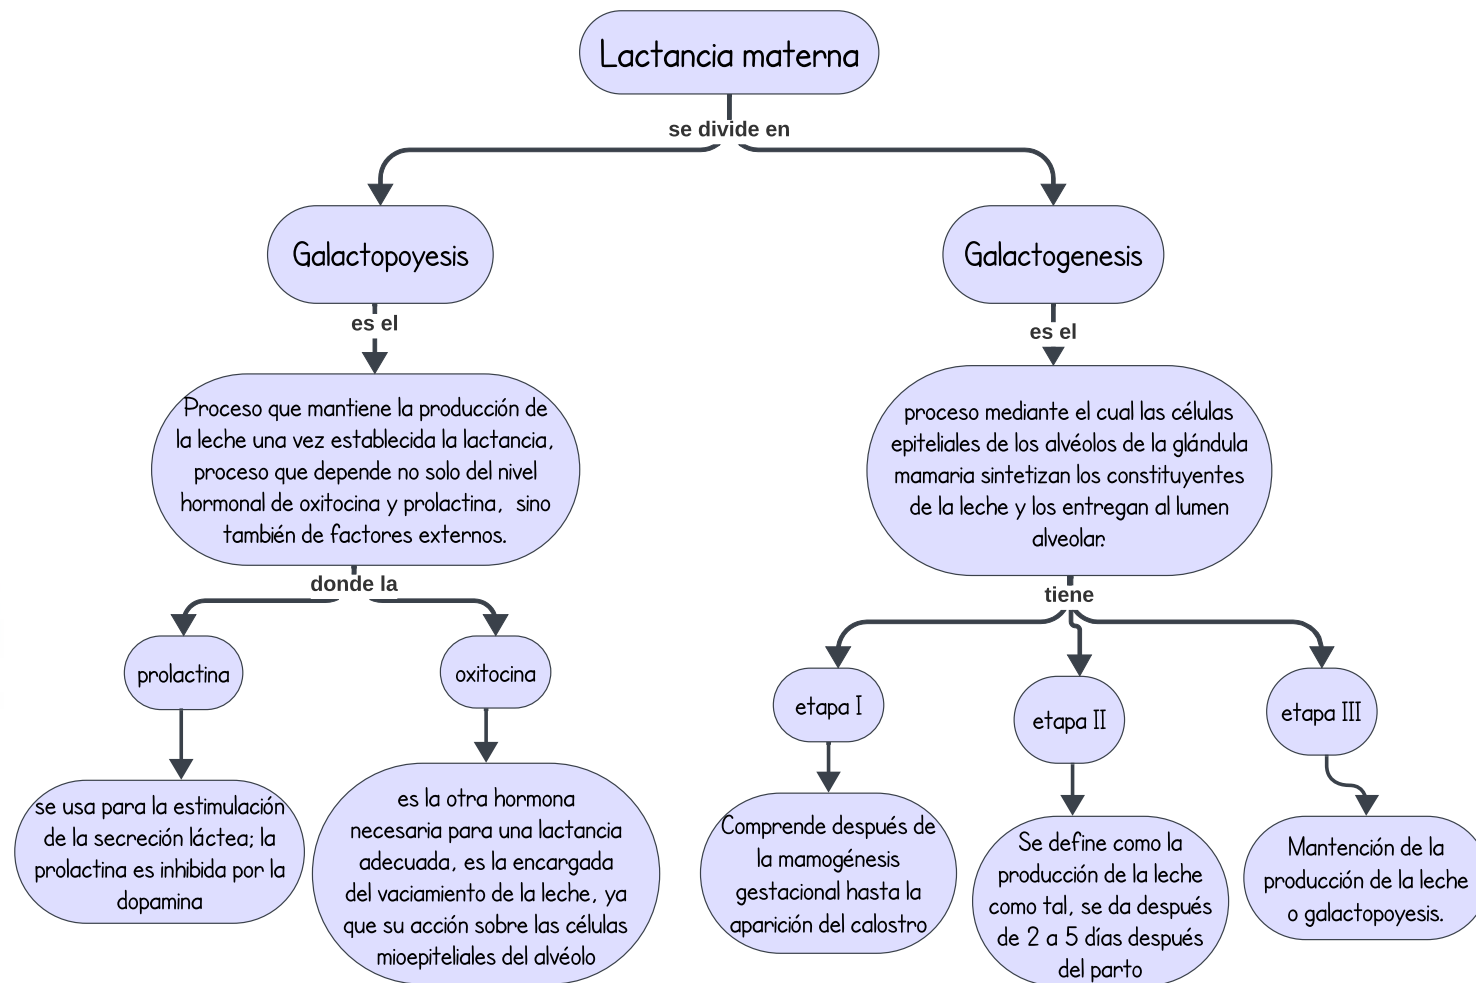 Lactancia materna
se divide en
Galactopoyesis
es el
Proceso que mantiene la producción de
la leche una vez establecida la lactancia,
proceso que depende no solo del nivel
hormonal de oxitocina y prolactina, sino
también de factores externos.
donde la
prolactina
se usa para la estimulación
de la secreción láctea; la
prolactina es inhibida por la
dopamina
oxitocina
es la otra hormona
necesaria para una lactancia
adecuada, es la encargada
del vaciamiento de la leche, ya
que su acción sobre las células
mioepiteliales del alvéolo
Galactogenesis
es el
proceso mediante el cual las células
epiteliales de los alvéolos de la glándula
mamaria sintetizan los constituyentes
de la leche y los entregan al lumen
alveolar.
tiene
etapa I
Comprende después de
la mamogénesis
gestacional hasta la
aparición del calostro
etapa II
Se define como la
producción de la leche
como tal, se da después
de 2 a 5 días después
del parto
etapa III
Mantención de la
producción de la leche
o galactopoyesis.